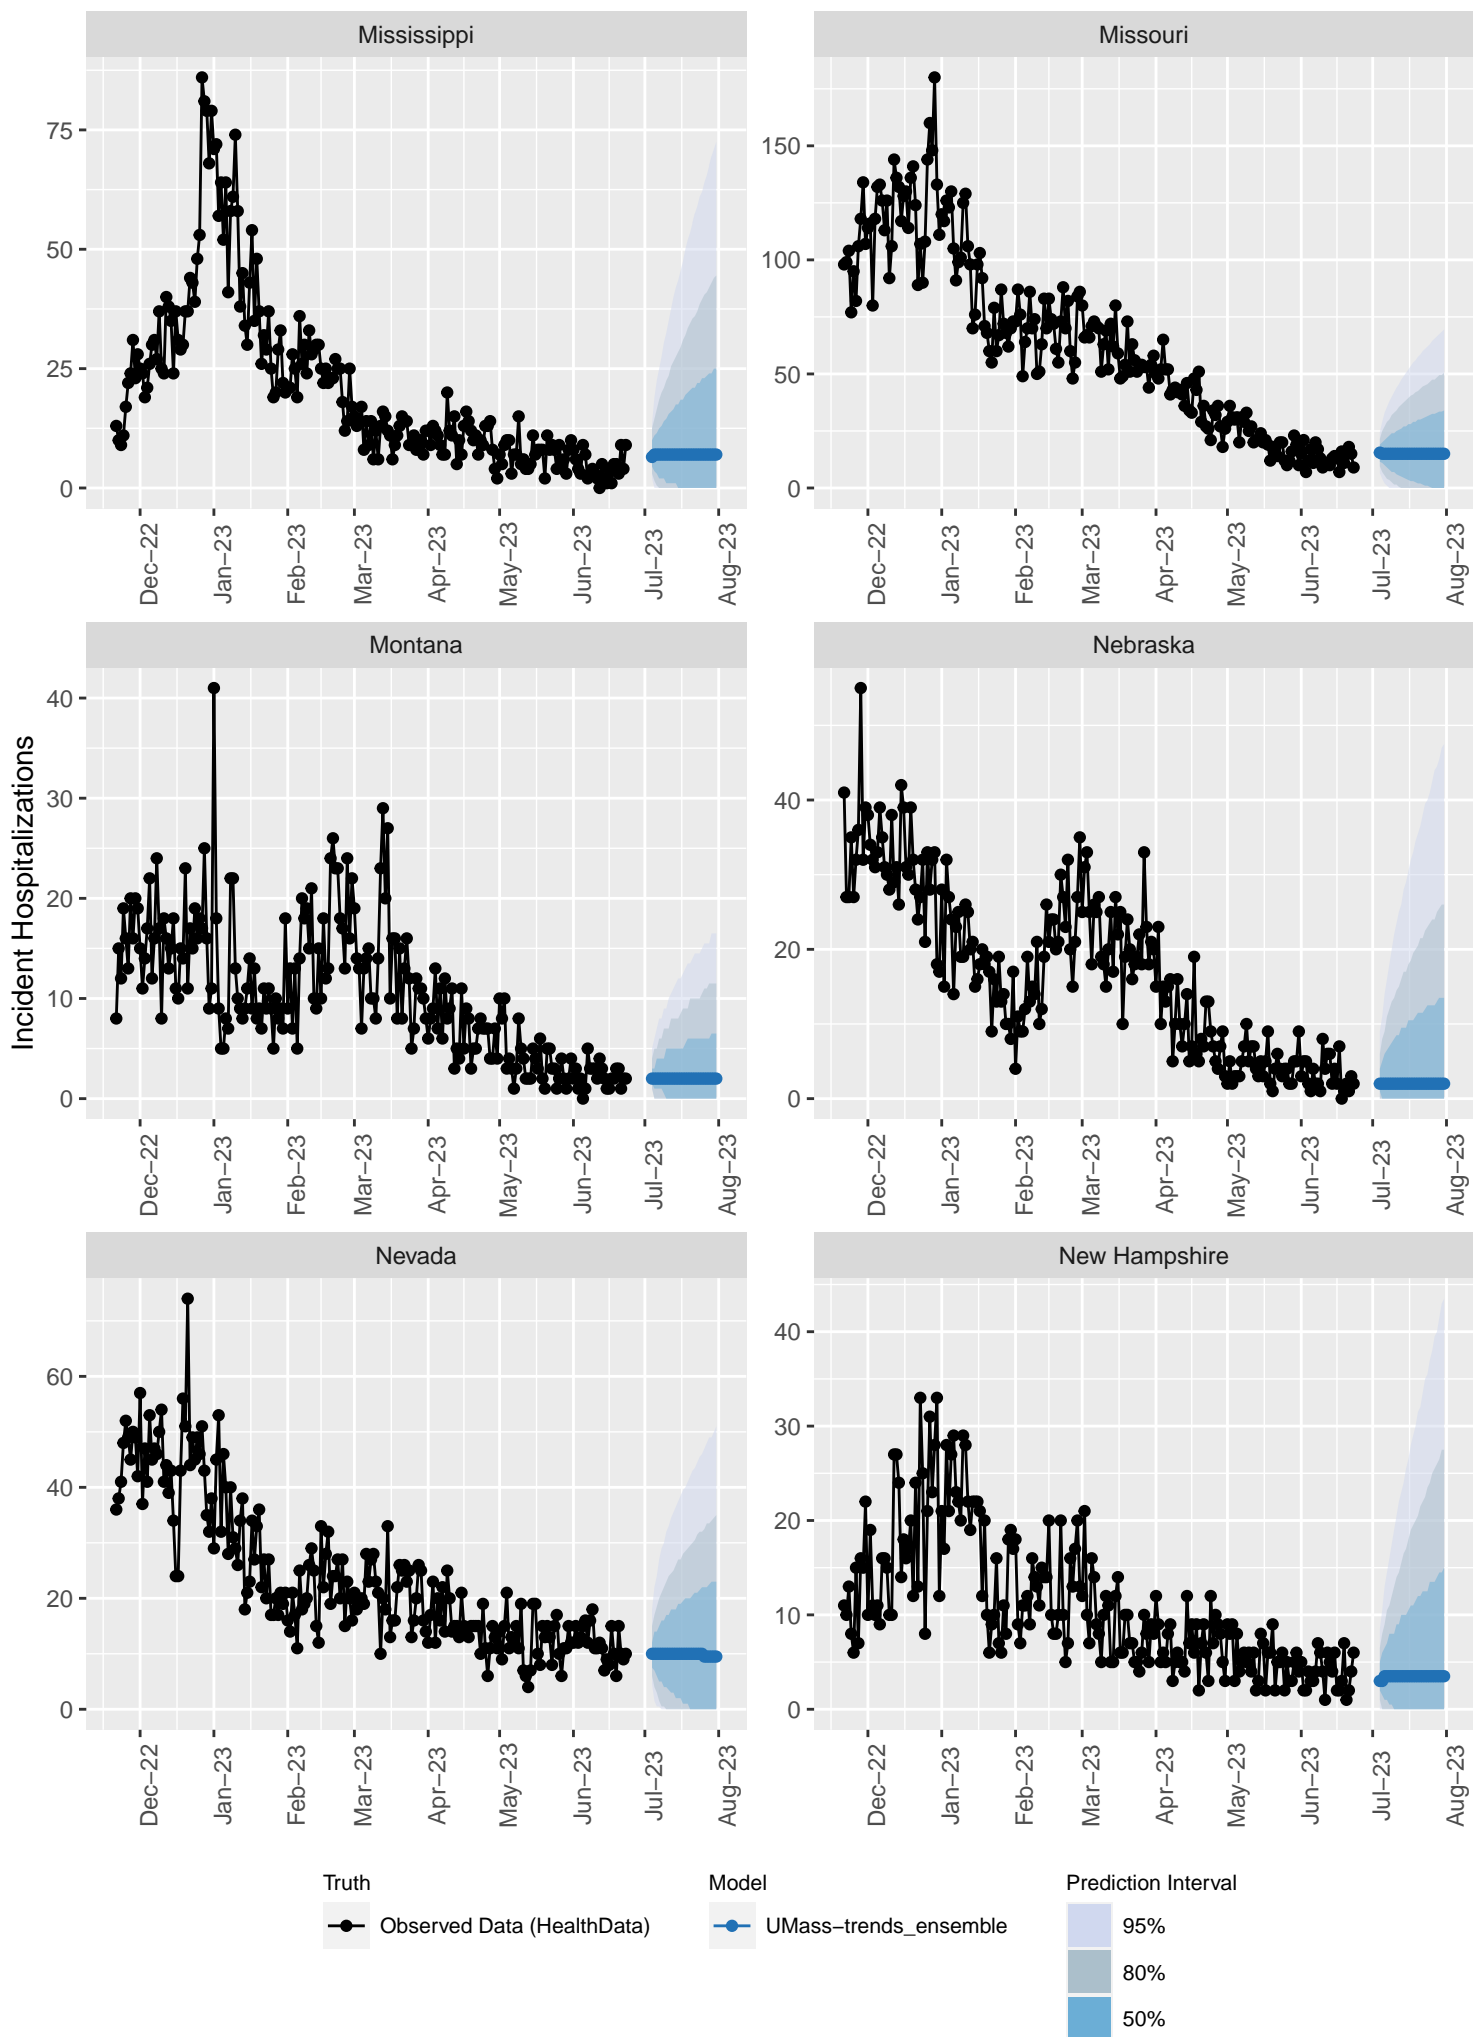 Mississippi
Missouri
75
50
25
0
150
100
50
0
Dec−22
Jan−23
Feb−23
Mar−23
Apr−23
May−23
Jun−23
Jul−23
Aug−23
Dec−22
Jan−23
Feb−23
Mar−23
Apr−23
May−23
Jun−23
Jul−23
Aug−23
Incident Hospitalizations
Montana
Nebraska
40
30
20
10
0
40
20
0
Dec−22
Jan−23
Feb−23
Mar−23
Apr−23
May−23
Jun−23
Jul−23
Aug−23
Dec−22
Jan−23
Feb−23
Mar−23
Apr−23
May−23
Jun−23
Jul−23
Aug−23
Nevada
New Hampshire
60
40
20
0
40
30
20
10
0
Dec−22
Jan−23
Feb−23
Mar−23
Apr−23
May−23
Jun−23
Jul−23
Aug−23
Dec−22
Jan−23
Feb−23
Mar−23
Apr−23
May−23
Jun−23
Jul−23
Aug−23
Truth
Observed Data (HealthData)
Model
UMass−trends_ensemble
Prediction Interval
95%
80%
50%